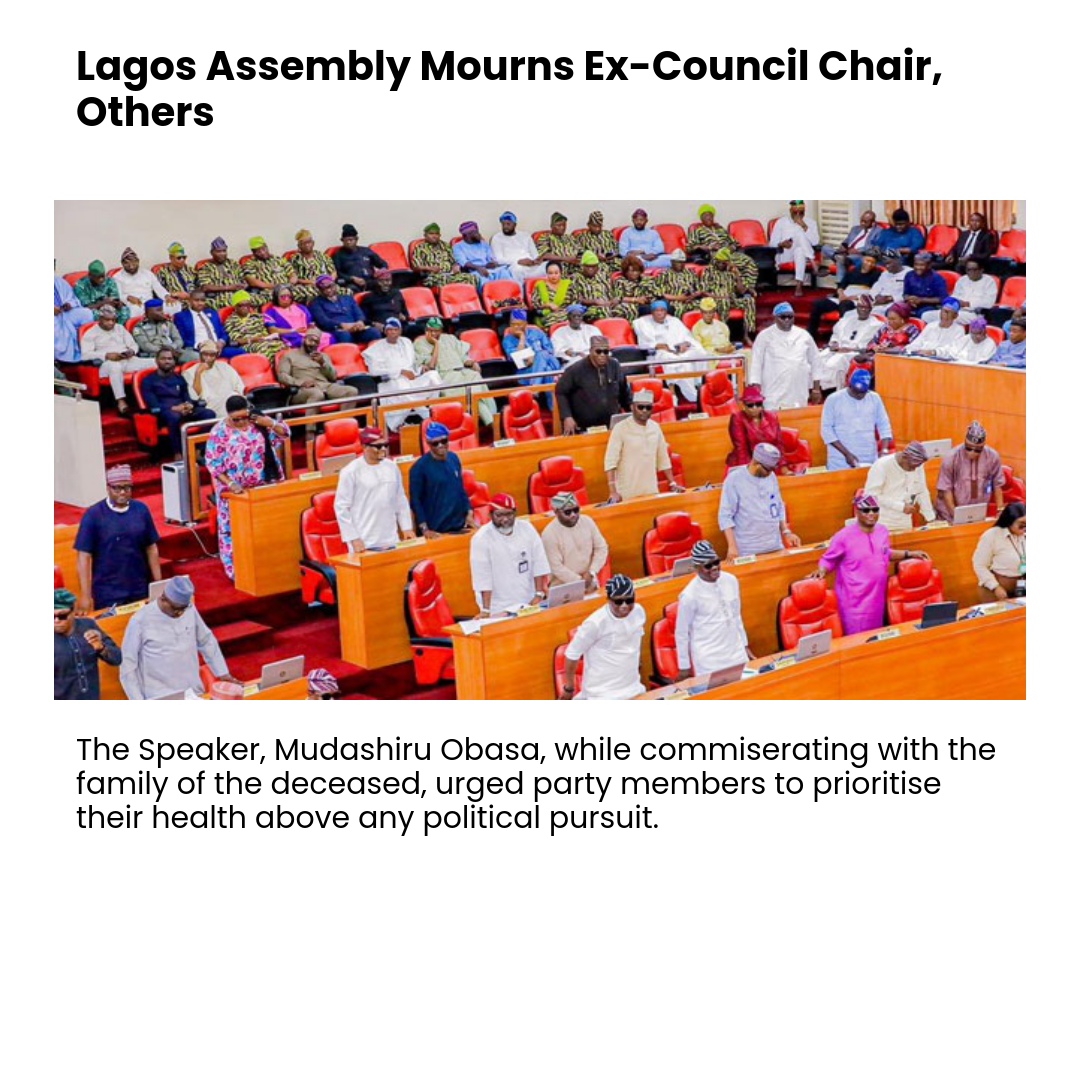 Lagos Assembly Mourns Ex-Council Chair,
Others
The Speaker, Mudashiru Obasa, while commiserating with the
family of the deceased, urged party members to prioritise
their health above any political pursuit.